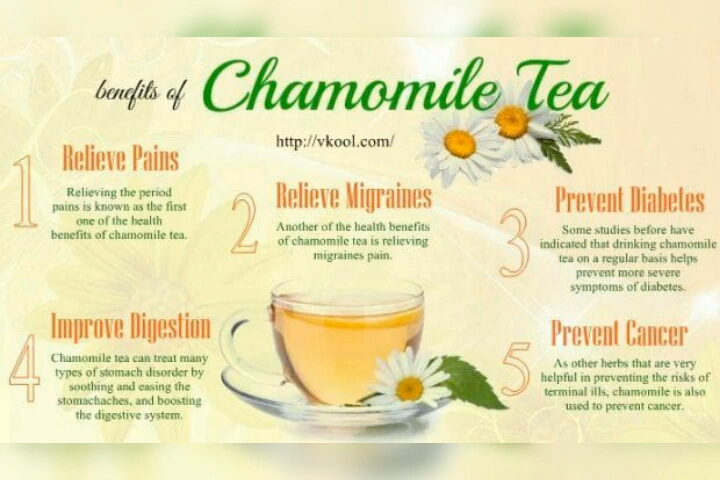 benefits of Chamomile Tea
http://vkool.com/
1 Relieve Pains
Relieving the period
pains is known as the first
one of the health
benefits of chamomile tea.
2 Relieve Migraines
Another of the health benefits
of chamomile tea is relieving
migraines pain.
3 Prevent Diabetes
Some studies before have
indicated that drinking chamomile
tea on a regular basis helps
prevent more severe
symptoms of diabetes.
4 Improve Digestion
Chamomile tea can treat many
types of stomach disorder by
soothing and easing the
stomachaches, and boosting
the digestive system.
5 Prevent Cancer
As other herbs that are very
helpful in preventing the risks of
terminal ills, chamomile is also
used to prevent cancer.